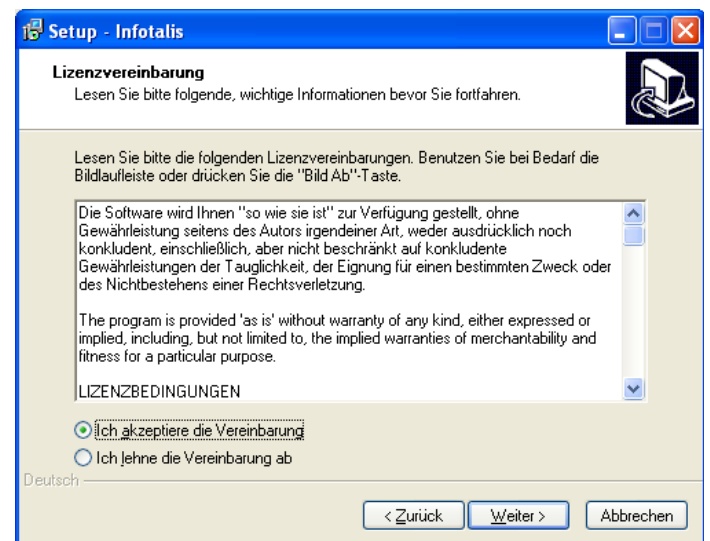 Setup - Infotalis
Lizenzvereinbarung
Lesen Sie bitte folgende, wichtige Informationen bevor Sie fortfahren.
Lesen Sie bitte die folgenden Lizenzvereinbarungen. Benutzen Sie bei Bedarf die
Bildlaufleiste oder drücken Sie die "Bild Ab"-Taste.
Die Software wird Ihnen "so wie sie ist" zur Verfügung gestellt, ohne
Gewährleistung seitens des Autors irgendeiner Art, weder ausdrücklich noch
konkludent, einschließlich, aber nicht beschränkt auf konkludente
Gewährleistungen der Tauglichkeit, der Eignung für einen bestimmten Zweck oder
des Nichtbestehens einer Rechtsverletzung.
The program is provided 'as is' without warranty of any kind, either expressed or
implied, including, but not limited to, the implied warranties of merchantability and
fitness for a particular purpose.
LIZENZBEDINGUNGEN
Ich akzeptiere die Vereinbarung
Ich lehne die Vereinbarung ab
Deutsch
< Zurück
Weiter >
Abbrechen